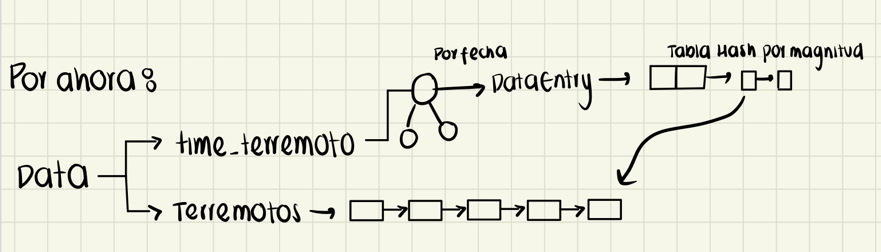 Por ahora:
Por fecha
DataEntry
Tabla Hash por magnitud
time_terremoto
Data
Terremotos